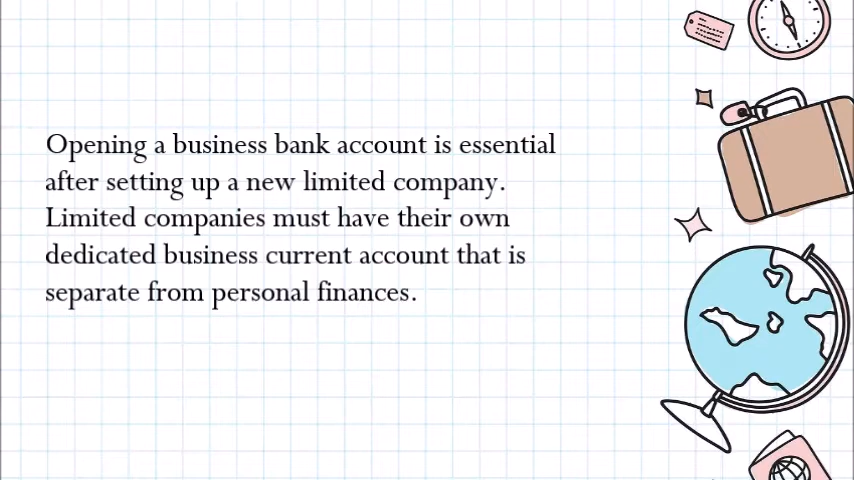 Opening a business bank account is essential
after setting up a new limited company.
Limited companies must have their own
dedicated business current account that is
separate from personal finances.